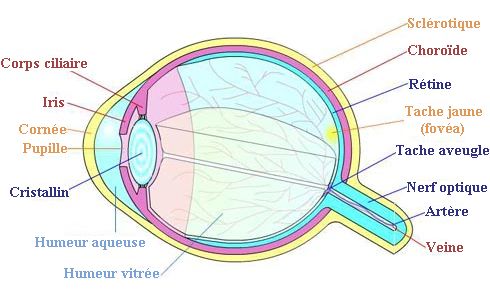 Sclérotique
Choroïde
Corps ciliaire
Rétine
Iris
Tache jaune
(fovéa)
Cornée
Pupille
Tache aveugle
Cristallin
Nerf optique
Artère
Humeur aqueuse
Veine
Humeur vitrée